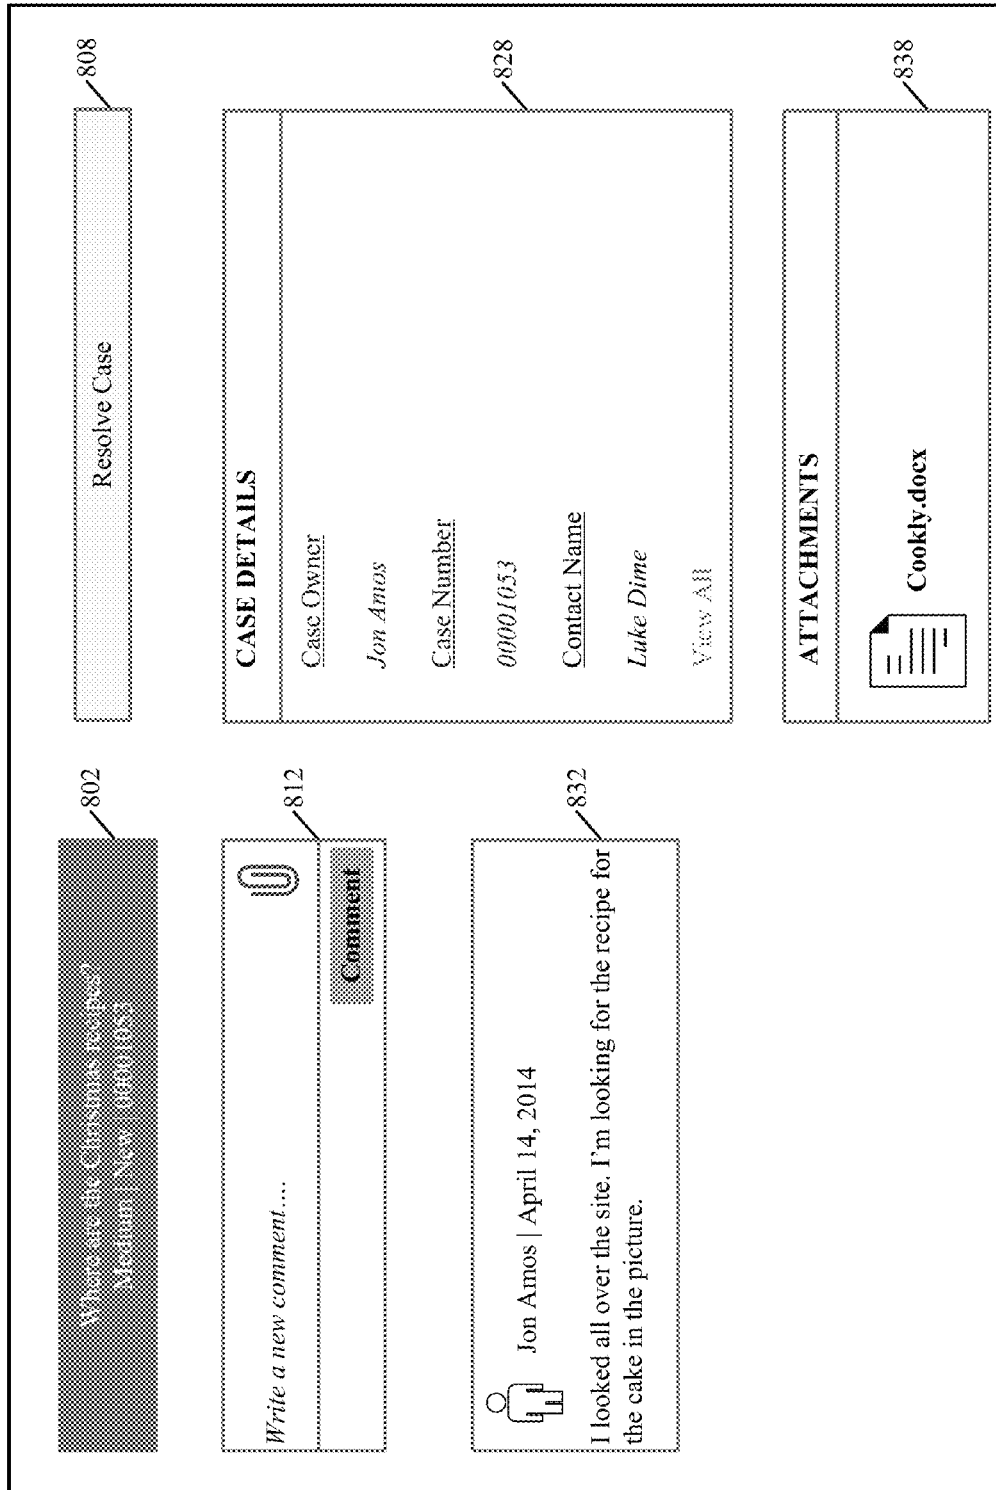 802
Where are the Christmas recipes?
Medium | New | 0001053
808
Resolve Case
812
Write a new comment....
Comment
828
CASE DETAILS
Case Owner
Jon Amos
Case Number
00001053
Contact Name
Luke Dime
View All
832
Jon Amos | April 14, 2014
I looked all over the site. I'm looking for the recipe for
the cake in the picture.
838
ATTACHMENTS
Cookly.docx